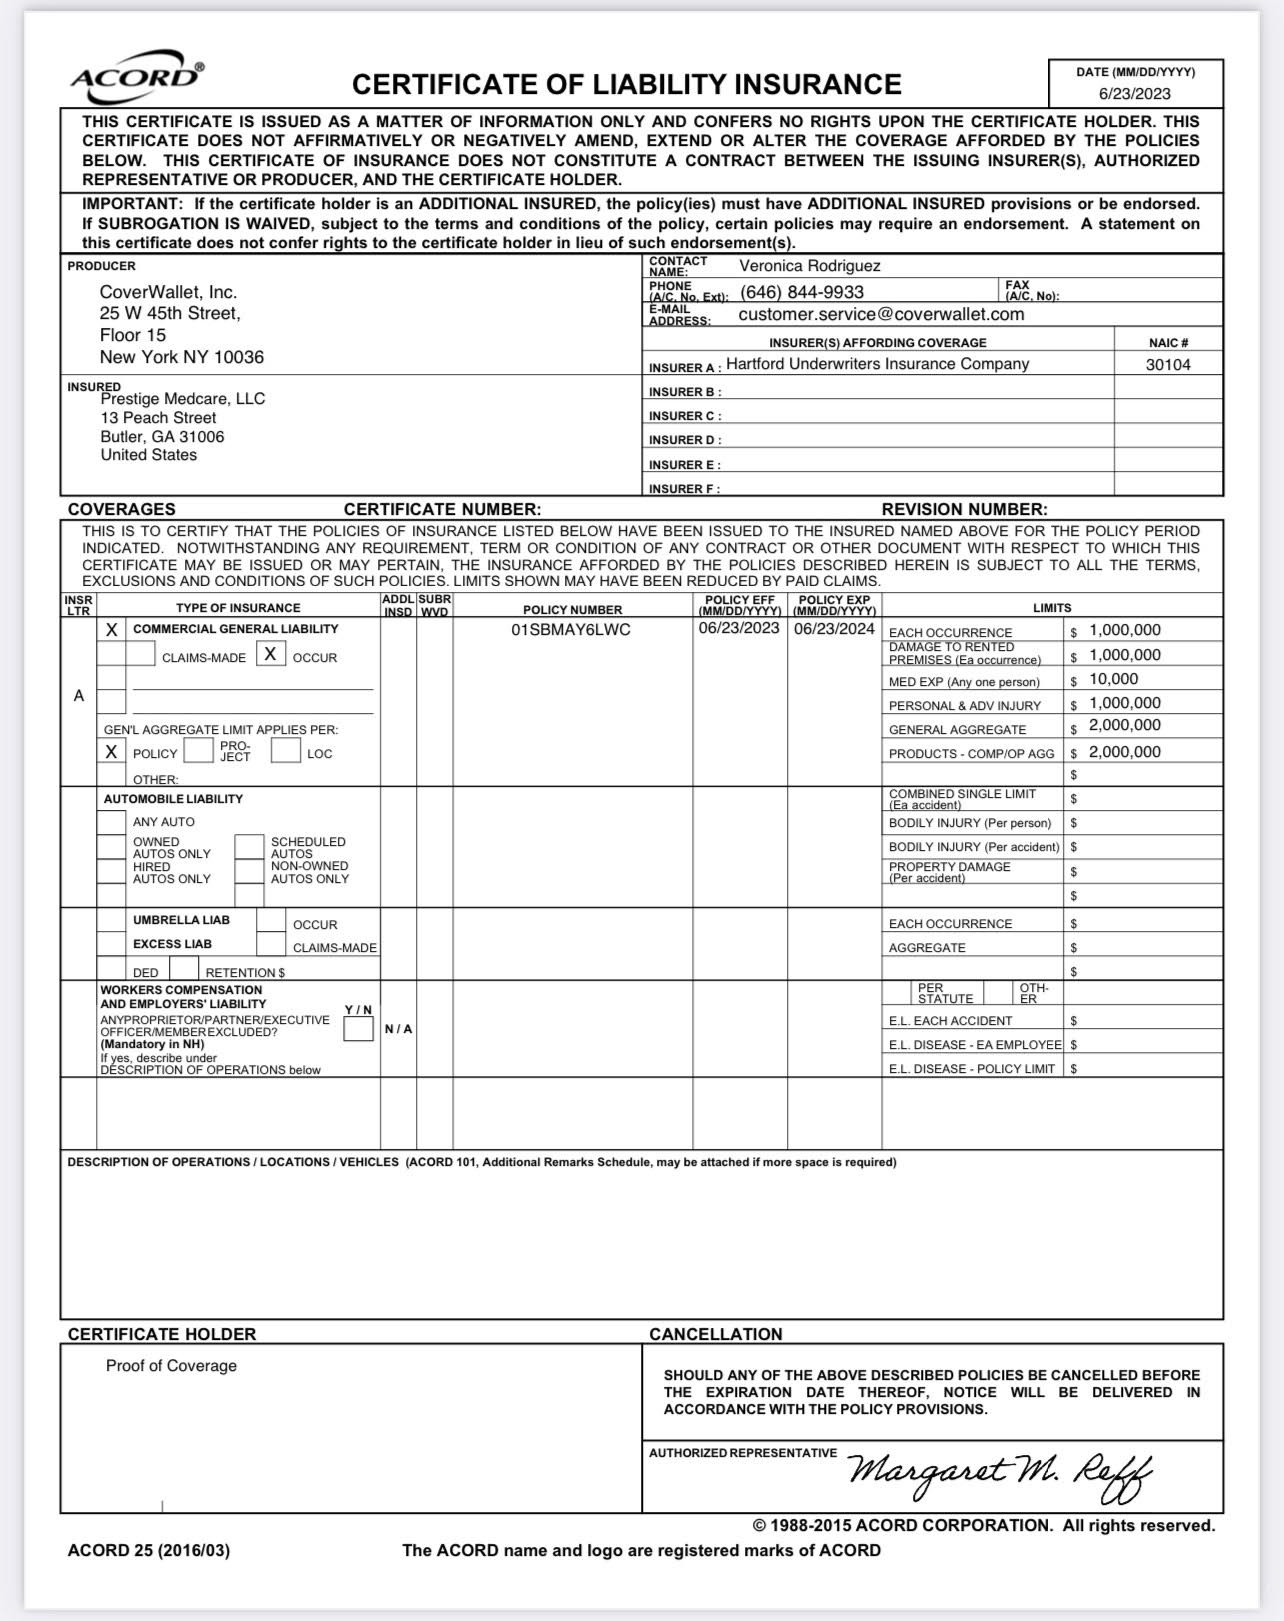 ACORD®
CERTIFICATE OF LIABILITY INSURANCE
DATE (MM/DD/YYYY)
6/23/2023
THIS CERTIFICATE IS ISSUED AS A MATTER OF INFORMATION ONLY AND CONFERS NO RIGHTS UPON THE CERTIFICATE HOLDER. THIS
CERTIFICATE DOES NOT AFFIRMATIVELY OR NEGATIVELY AMEND, EXTEND OR ALTER THE COVERAGE AFFORDED BY THE POLICIES
BELOW. THIS CERTIFICATE OF INSURANCE DOES NOT CONSTITUTE A CONTRACT BETWEEN THE ISSUING INSURER(S), AUTHORIZED
REPRESENTATIVE OR PRODUCER, AND THE CERTIFICATE HOLDER.
IMPORTANT: If the certificate holder is an ADDITIONAL INSURED, the policy(ies) must have ADDITIONAL INSURED provisions or be endorsed.
If SUBROGATION IS WAIVED, subject to the terms and conditions of the policy, certain policies may require an endorsement. A statement on
this certificate does not confer rights to the certificate holder in lieu of such endorsement(s).
PRODUCER
CoverWallet, Inc.
25 W 45th Street,
Floor 15
New York NY 10036
CONTACT NAME: Veronica Rodriguez
PHONE (A/C, No, Ext): (646) 844-9933 FAX (A/C, No):
E-MAIL ADDRESS: customer.service@coverwallet.com
INSURER(S) AFFORDING COVERAGE NAIC #
INSURER A : Hartford Underwriters Insurance Company 30104
INSURED
Prestige Medcare, LLC
13 Peach Street
Butler, GA 31006
United States
INSURER B :
INSURER C :
INSURER D :
INSURER E :
INSURER F :
COVERAGES CERTIFICATE NUMBER: REVISION NUMBER:
THIS IS TO CERTIFY THAT THE POLICIES OF INSURANCE LISTED BELOW HAVE BEEN ISSUED TO THE INSURED NAMED ABOVE FOR THE POLICY PERIOD
INDICATED. NOTWITHSTANDING ANY REQUIREMENT, TERM OR CONDITION OF ANY CONTRACT OR OTHER DOCUMENT WITH RESPECT TO WHICH THIS
CERTIFICATE MAY BE ISSUED OR MAY PERTAIN, THE INSURANCE AFFORDED BY THE POLICIES DESCRIBED HEREIN IS SUBJECT TO ALL THE TERMS,
EXCLUSIONS AND CONDITIONS OF SUCH POLICIES. LIMITS SHOWN MAY HAVE BEEN REDUCED BY PAID CLAIMS.
INSR LTR TYPE OF INSURANCE ADDL INSD SUBR WVD POLICY NUMBER POLICY EFF (MM/DD/YYYY) POLICY EXP (MM/DD/YYYY) LIMITS
A
X COMMERCIAL GENERAL LIABILITY 01SBMAY6LWC 06/23/2023 06/23/2024 EACH OCCURRENCE $ 1,000,000
CLAIMS-MADE X OCCUR DAMAGE TO RENTED PREMISES (Ea occurrence) $ 1,000,000
MED EXP (Any one person) $ 10,000
PERSONAL & ADV INJURY $ 1,000,000
GEN'L AGGREGATE LIMIT APPLIES PER: GENERAL AGGREGATE $ 2,000,000
X POLICY PRO-JECT LOC PRODUCTS - COMP/OP AGG $ 2,000,000
OTHER: $
AUTOMOBILE LIABILITY COMBINED SINGLE LIMIT (Ea accident) $
ANY AUTO BODILY INJURY (Per person) $
OWNED AUTOS ONLY SCHEDULED AUTOS BODILY INJURY (Per accident) $
HIRED AUTOS ONLY NON-OWNED AUTOS ONLY PROPERTY DAMAGE (Per accident) $
$
UMBRELLA LIAB OCCUR EACH OCCURRENCE $
EXCESS LIAB CLAIMS-MADE AGGREGATE $
DED RETENTION $ $
WORKERS COMPENSATION
AND EMPLOYERS' LIABILITY Y / N PER STATUTE OTH-ER
ANYPROPRIETOR/PARTNER/EXECUTIVE
OFFICER/MEMBER EXCLUDED? N / A E.L. EACH ACCIDENT $
(Mandatory in NH) E.L. DISEASE - EA EMPLOYEE $
If yes, describe under
DESCRIPTION OF OPERATIONS below E.L. DISEASE - POLICY LIMIT $
DESCRIPTION OF OPERATIONS / LOCATIONS / VEHICLES (ACORD 101, Additional Remarks Schedule, may be attached if more space is required)
CERTIFICATE HOLDER
Proof of Coverage
CANCELLATION
SHOULD ANY OF THE ABOVE DESCRIBED POLICIES BE CANCELLED BEFORE
THE EXPIRATION DATE THEREOF, NOTICE WILL BE DELIVERED IN
ACCORDANCE WITH THE POLICY PROVISIONS.
AUTHORIZED REPRESENTATIVE
Margaret M. Reff
© 1988-2015 ACORD CORPORATION. All rights reserved.
ACORD 25 (2016/03) The ACORD name and logo are registered marks of ACORD